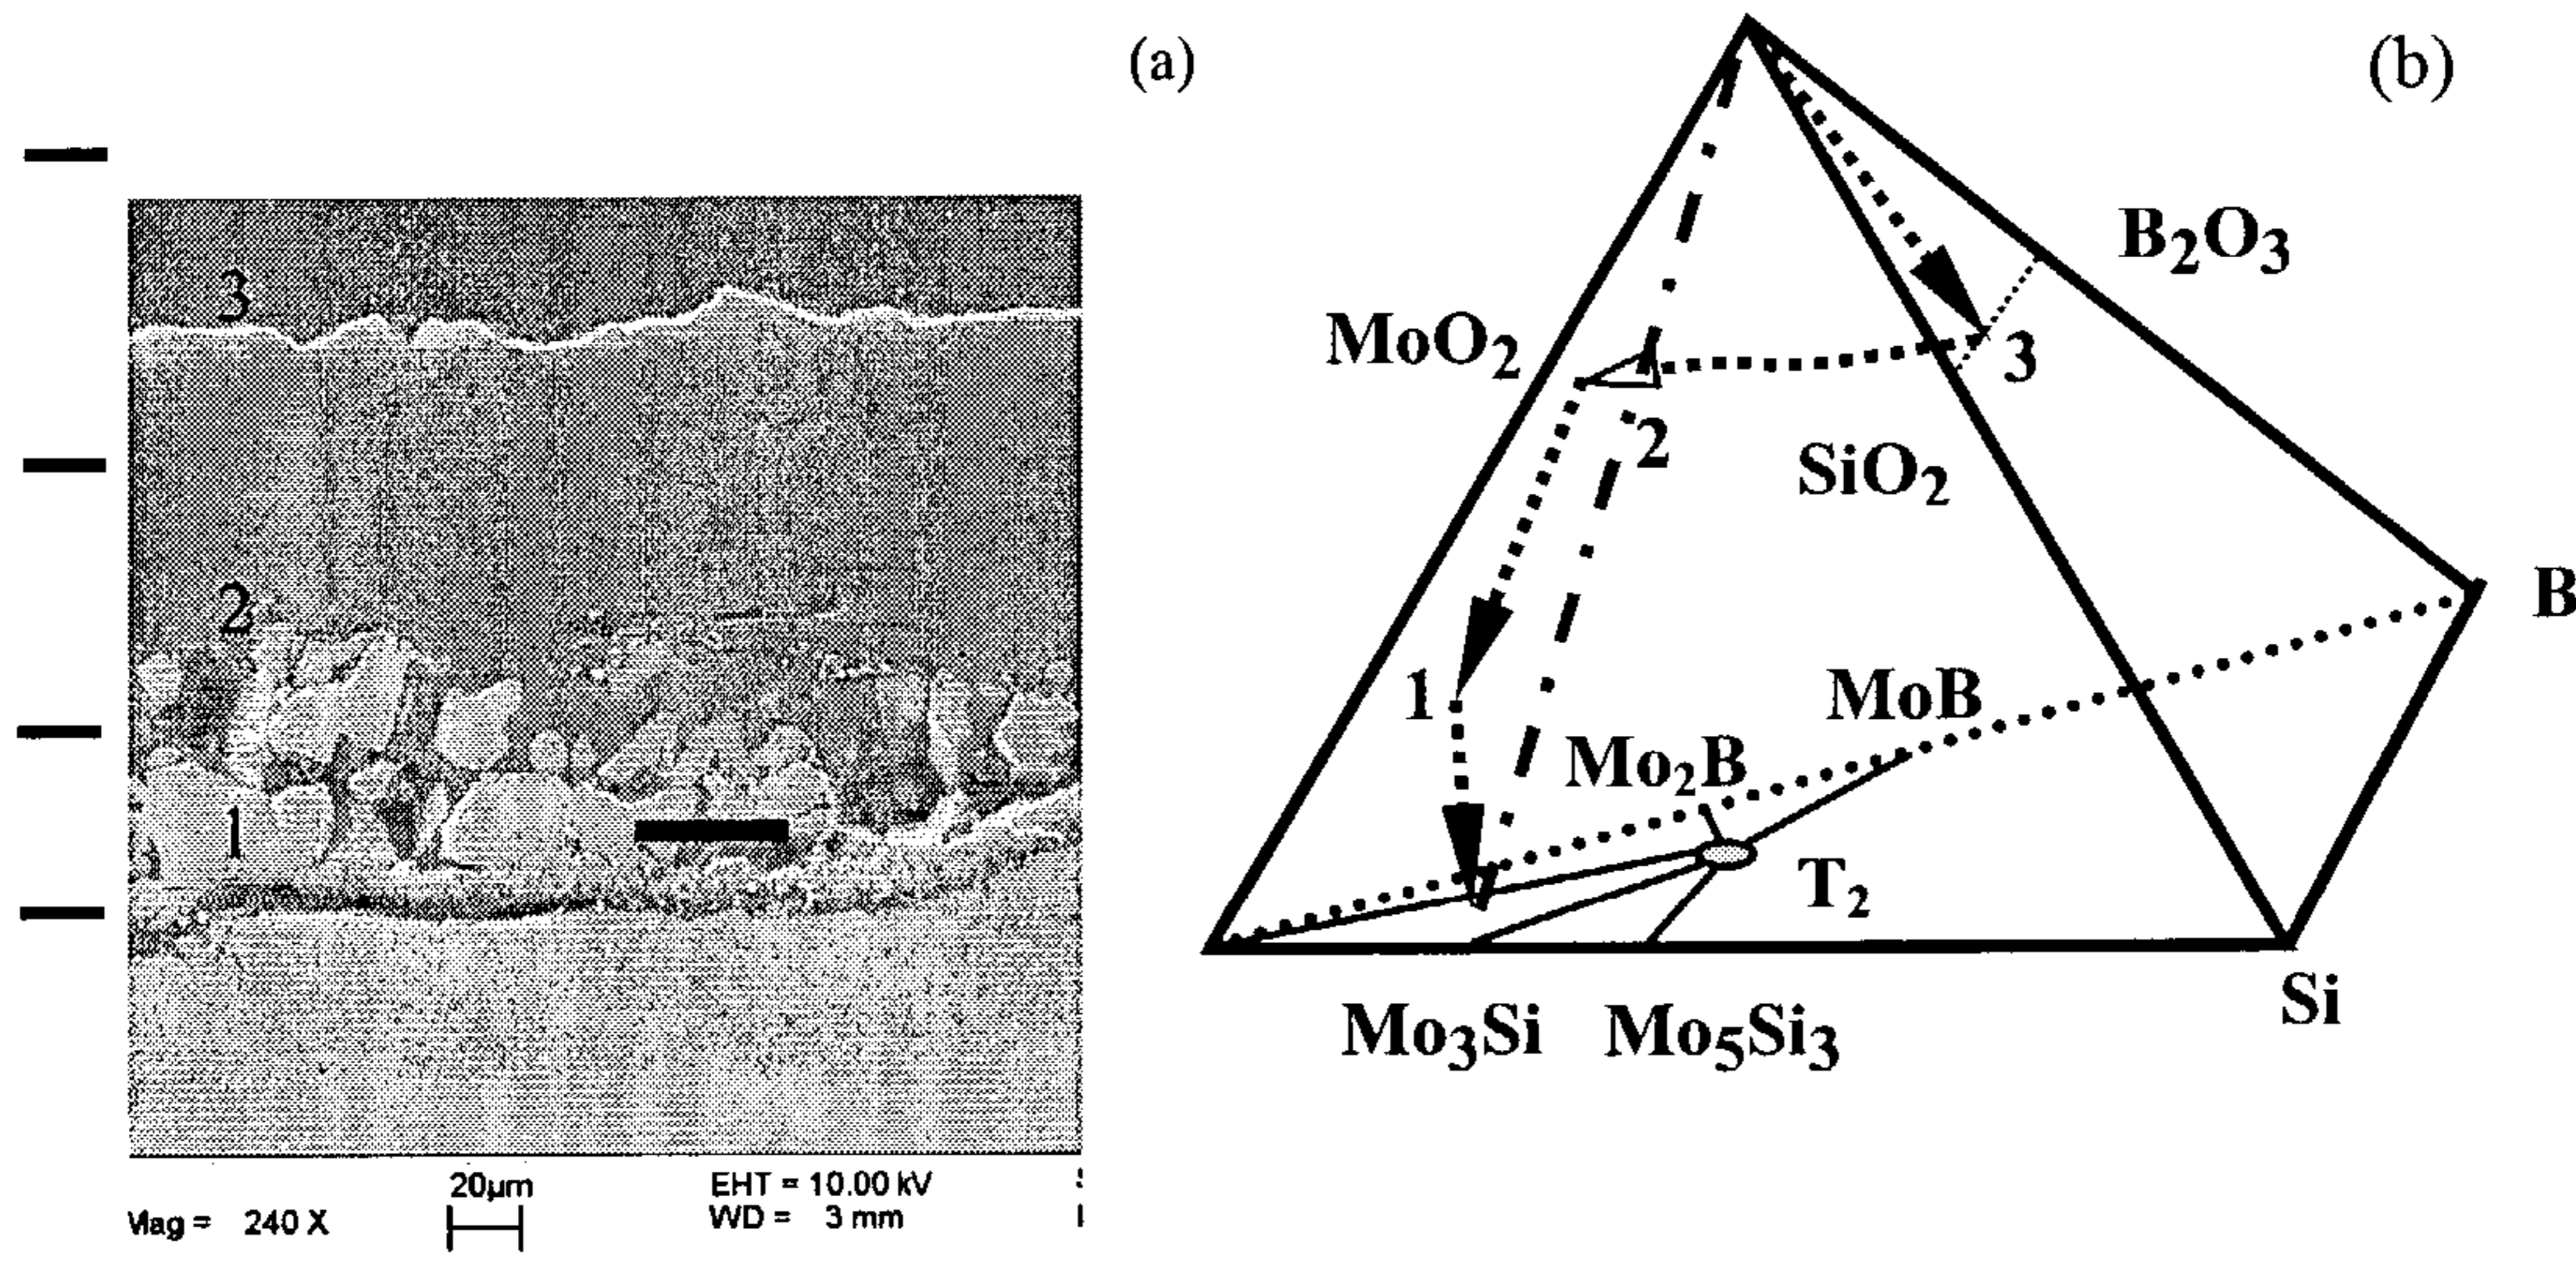 (a)
3
2
1
20µm
Mag = 240 X
EHT = 10.00 kV
WD = 3 mm
(b)
B₂O₃
MoO₂
3
2
SiO₂
B
1
MoB
Mo₂B
T₂
Si
Mo₃Si
Mo₅Si₃